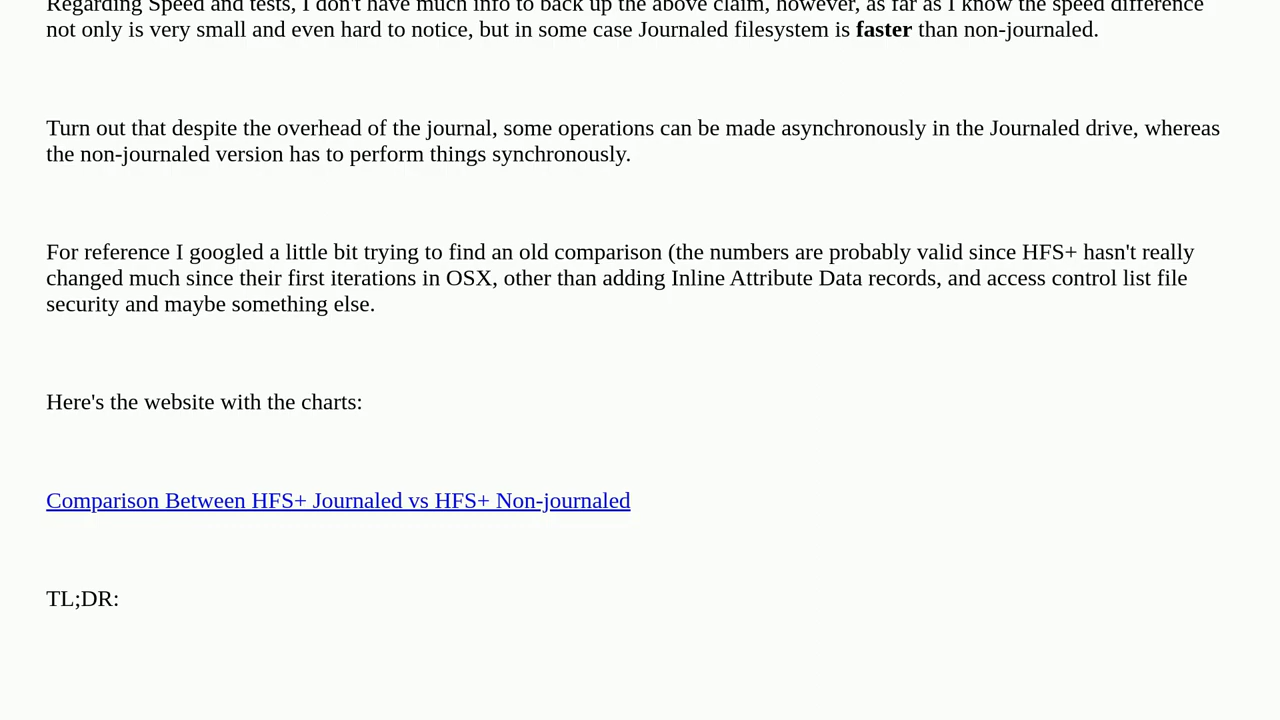 Regarding Speed and tests, I don't have much info to back up the above claim, however, as far as I know the speed difference
not only is very small and even hard to notice, but in some case Journaled filesystem is faster than non-journaled.
Turn out that despite the overhead of the journal, some operations can be made asynchronously in the Journaled drive, whereas
the non-journaled version has to perform things synchronously.
For reference I googled a little bit trying to find an old comparison (the numbers are probably valid since HFS+ hasn't really
changed much since their first iterations in OSX, other than adding Inline Attribute Data records, and access control list file
security and maybe something else.
Here's the website with the charts:
Comparison Between HFS+ Journaled vs HFS+ Non-journaled
TL;DR: